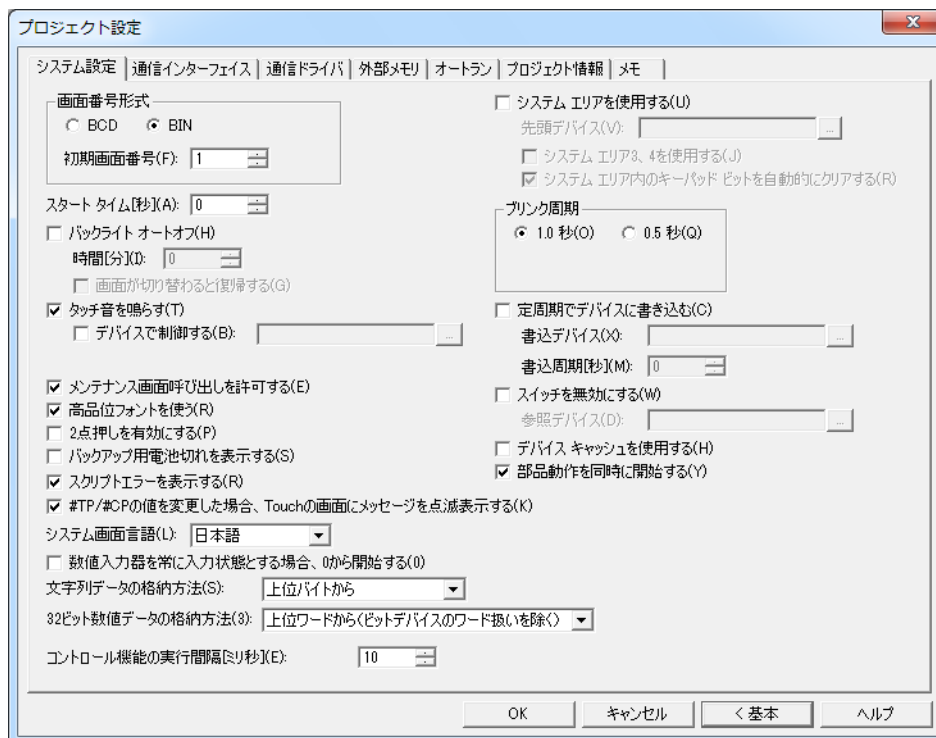 プロジェクト設定
システム設定 通信インターフェイス 通信ドライバ 外部メモリ オートラン プロジェクト情報 メモ
画面番号形式
BCD BIN
初期画面番号(F): 1
スタート タイム[秒](A): 0
バックライト オートオフ(H)
時間[分](I): 0
画面が切り替わると復帰する(G)
タッチ音を鳴らす(T)
デバイスで制御する(B): ...
メンテナンス画面呼び出しを許可する(E)
高品位フォントを使う(R)
2点押しを有効にする(P)
バックアップ用電池切れを表示する(S)
スクリプトエラーを表示する(R)
#TP/#CPの値を変更した場合、Touchの画面にメッセージを点滅表示する(K)
システム画面言語(L): 日本語
数値入力器を常に入力状態とする場合、0から開始する(0)
文字列データの格納方法(S): 上位バイトから
32ビット数値データの格納方法(3): 上位ワードから(ビットデバイスのワード扱いを除く)
コントロール機能の実行間隔[ミリ秒](E): 10
システム エリアを使用する(U)
先頭デバイス(V): ...
システム エリア3、4を使用する(J)
システム エリア内のキーパッド ビットを自動的にクリアする(R)
ブリンク周期
1.0 秒(O) 0.5 秒(Q)
定周期でデバイスに書き込む(C)
書込デバイス(X): ...
書込周期[秒](M): 0
スイッチを無効にする(W)
参照デバイス(D): ...
デバイス キャッシュを使用する(H)
部品動作を同時に開始する(Y)
OK キャンセル < 基本 ヘルプ